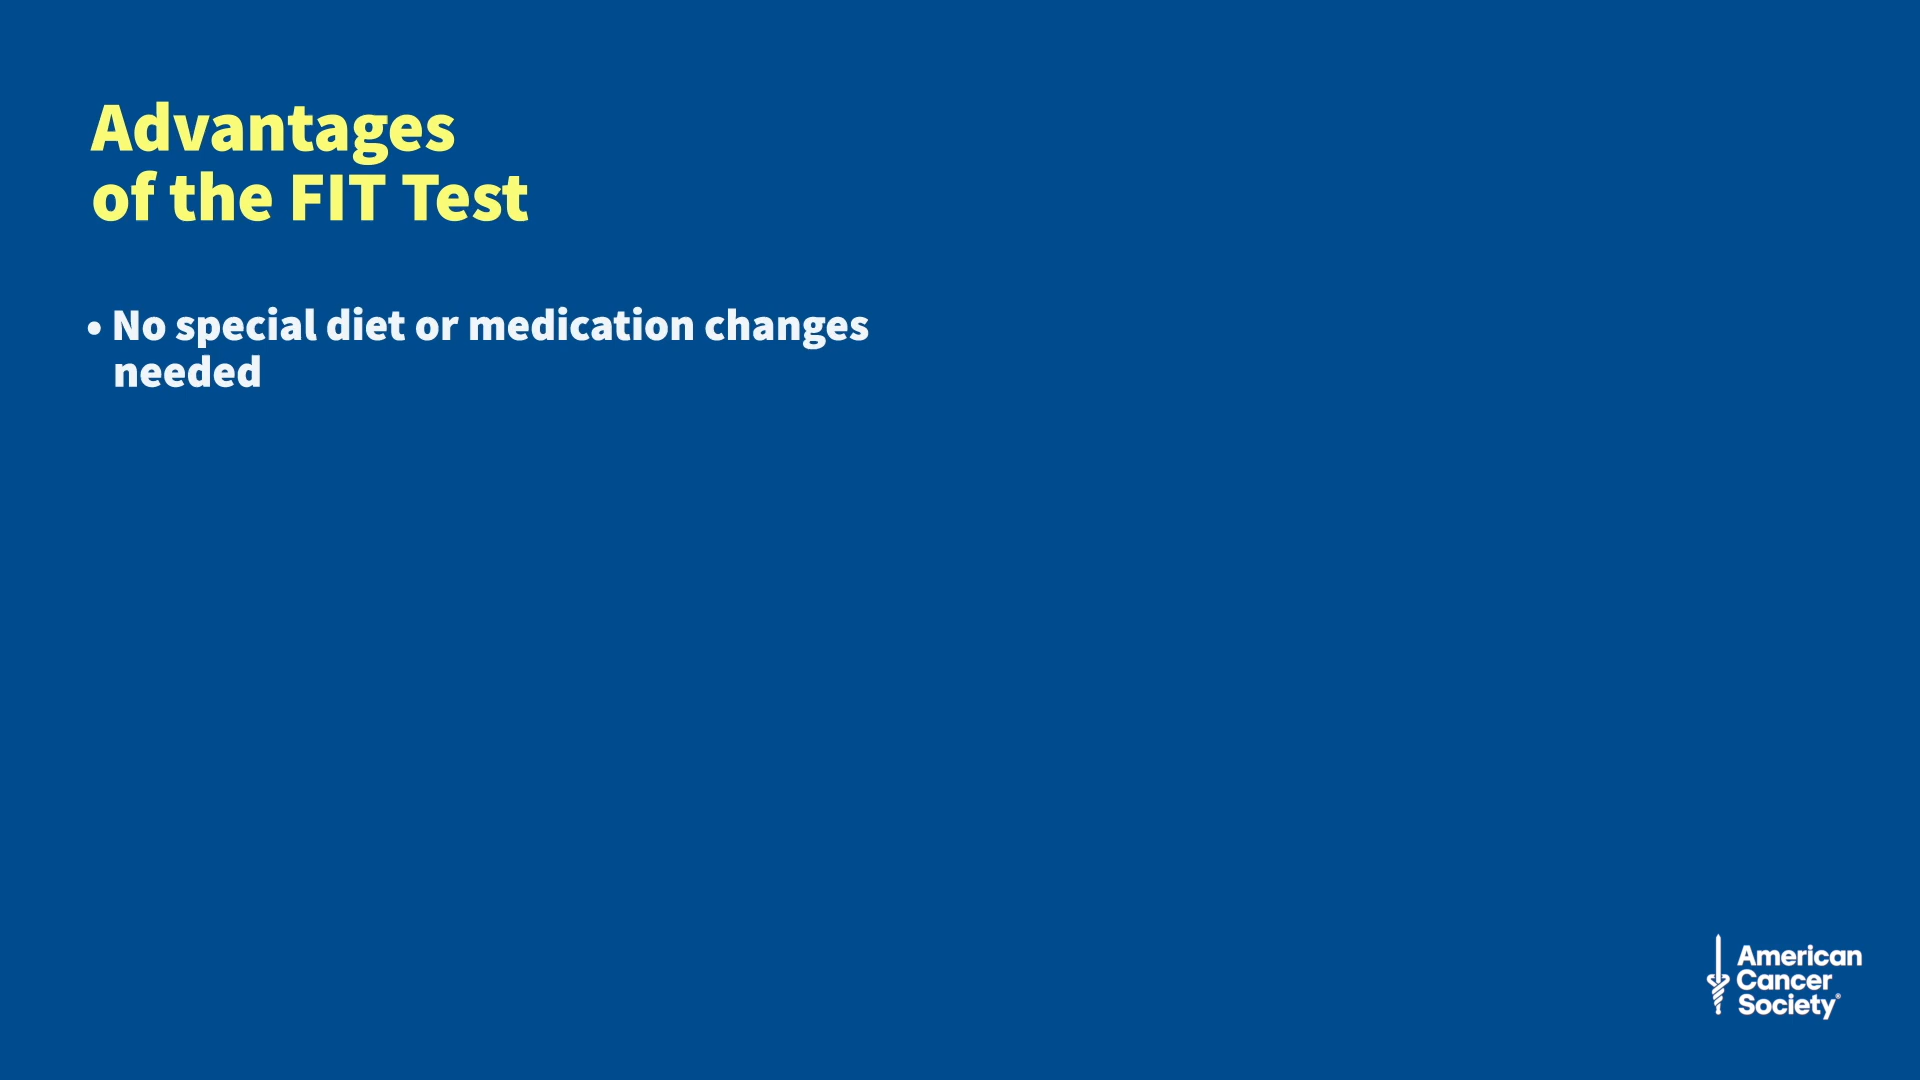 Advantages
of the FIT Test
• No special diet or medication changes
needed
American
Cancer
Society®